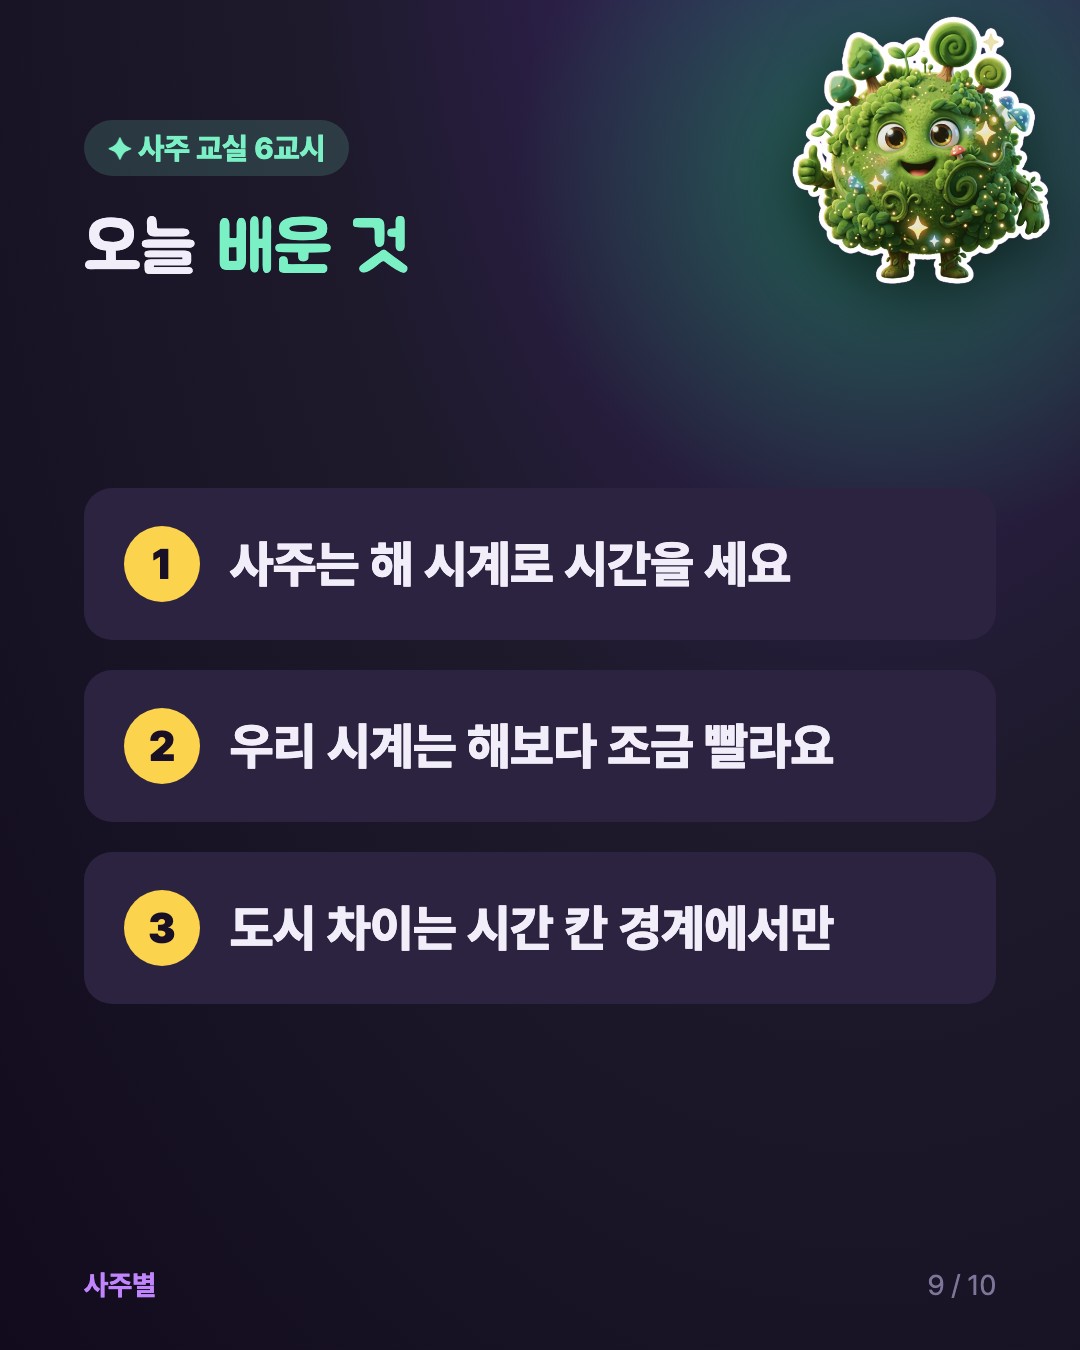 ✦ 사주 교실 6교시
오늘 배운 것
1 사주는 해 시계로 시간을 세요
2 우리 시계는 해보다 조금 빨라요
3 도시 차이는 시간 칸 경계에서만
사주별
9 / 10